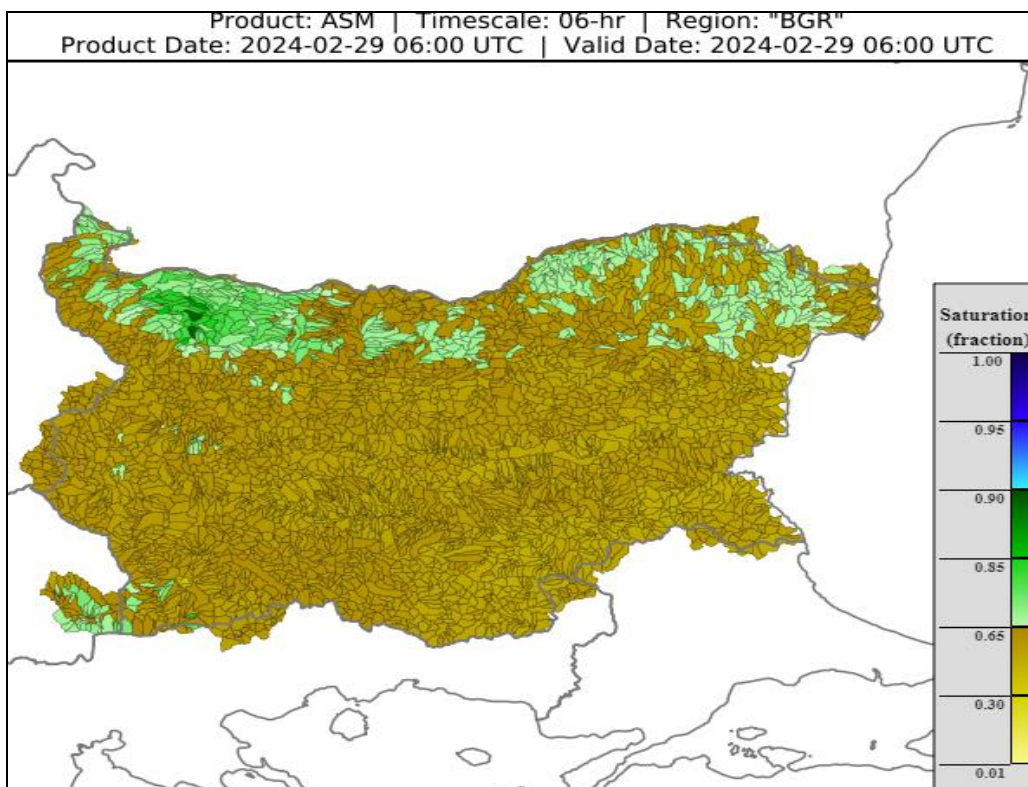 Product: ASM | Timescale: 06-hr | Region: "BGR"
Product Date: 2024-02-29 06:00 UTC | Valid Date: 2024-02-29 06:00 UTC
Saturation
(fraction)
1.00
0.95
0.90
0.85
0.65
0.30
0.01